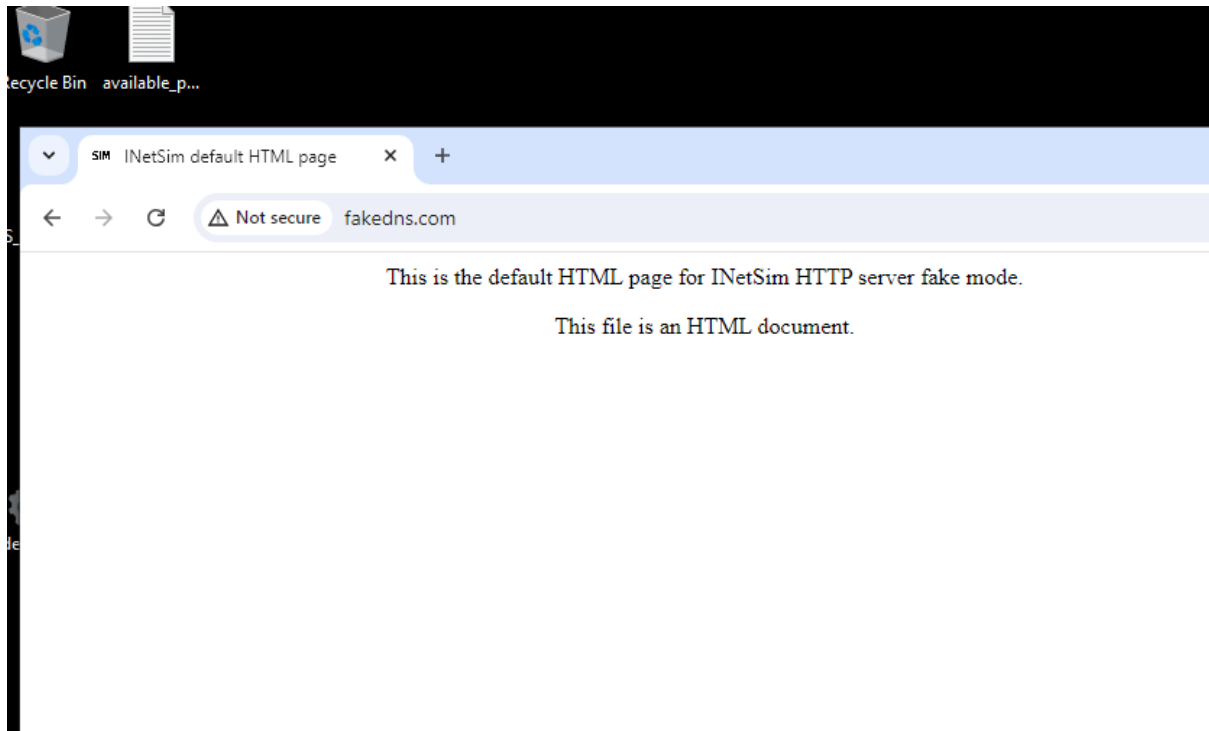 Recycle Bin
available_p...
SIM INetSim default HTML page
Not secure fakedns.com
This is the default HTML page for INetSim HTTP server fake mode.
This file is an HTML document.